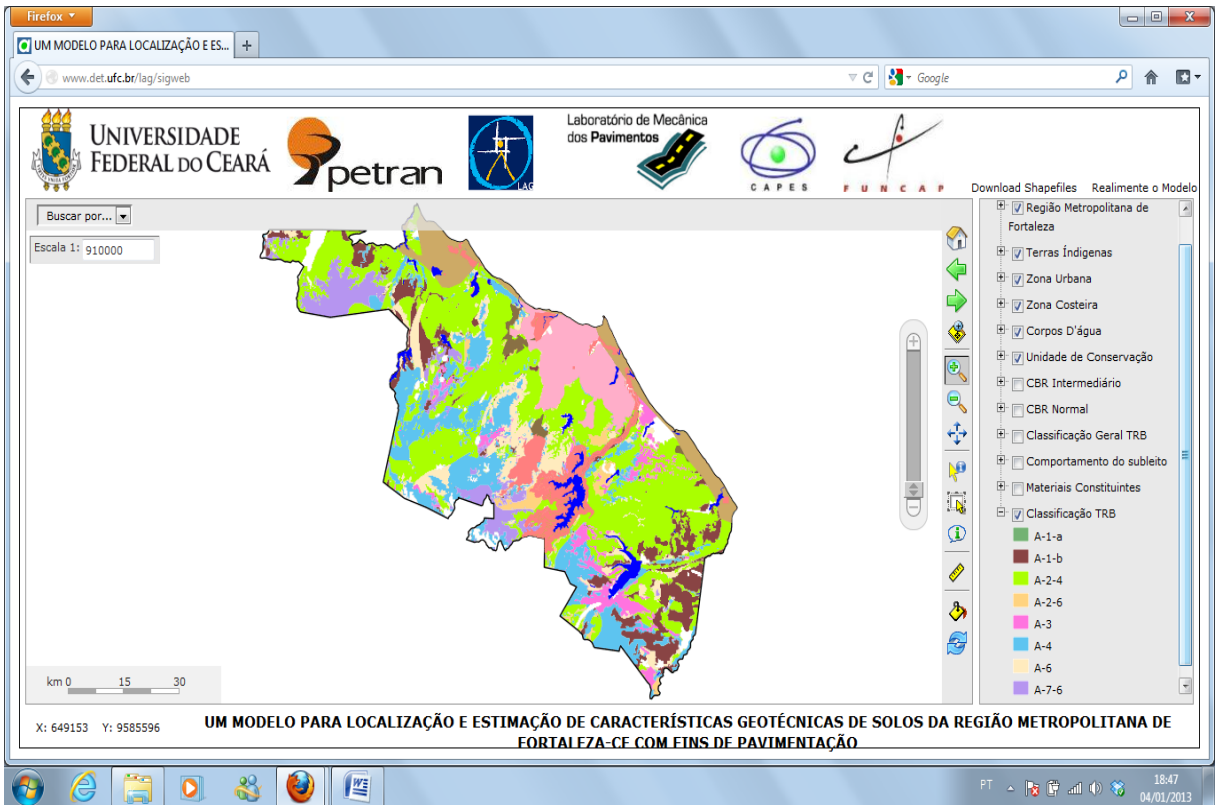 Firefox
UM MODELO PARA LOCALIZAÇÃO E ES...
www.det.ufc.br/lag/sigweb
Google
UNIVERSIDADE
FEDERAL DO CEARÁ
petran
LAG
Laboratório de Mecânica
dos Pavimentos
CAPES
FUNCAP
Download Shapefiles Realimente o Modelo
Buscar por...
Escala 1: 910000
Região Metropolitana de
Fortaleza
Terras Índigenas
Zona Urbana
Zona Costeira
Corpos D'água
Unidade de Conservação
CBR Intermediário
CBR Normal
Classificação Geral TRB
Comportamento do subleito
Materiais Constituintes
Classificação TRB
A-1-a
A-1-b
A-2-4
A-2-6
A-3
A-4
A-6
A-7-6
km 0 15 30
X: 649153 Y: 9585596
UM MODELO PARA LOCALIZAÇÃO E ESTIMAÇÃO DE CARACTERÍSTICAS GEOTÉCNICAS DE SOLOS DA REGIÃO METROPOLITANA DE
FORTALEZA-CE COM FINS DE PAVIMENTAÇÃO
PT
18:47
04/01/2013